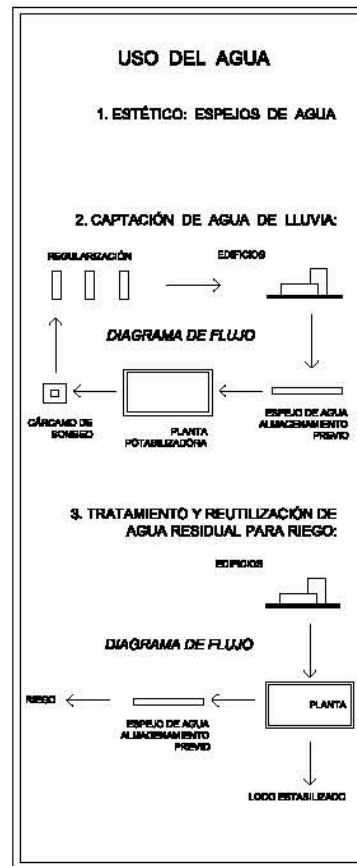 USO DEL AGUA
1. ESTÉTICO: ESPEJOS DE AGUA
2. CAPTACIÓN DE AGUA DE LLUVIA:
REGULARIZACIÓN
EDIFICIOS
DIAGRAMA DE FLUJO
CÁRCAMO DE
BOMBEO
PLANTA
POTABILIZADORA
ESPEJO DE AGUA
ALMACENAMIENTO
PREVIO
3. TRATAMIENTO Y REUTILIZACIÓN DE
AGUA RESIDUAL PARA RIEGO:
EDIFICIOS
DIAGRAMA DE FLUJO
RIEGO
PLANTA
ESPEJO DE AGUA
ALMACENAMIENTO
PREVIO
LODO ESTABILIZADO